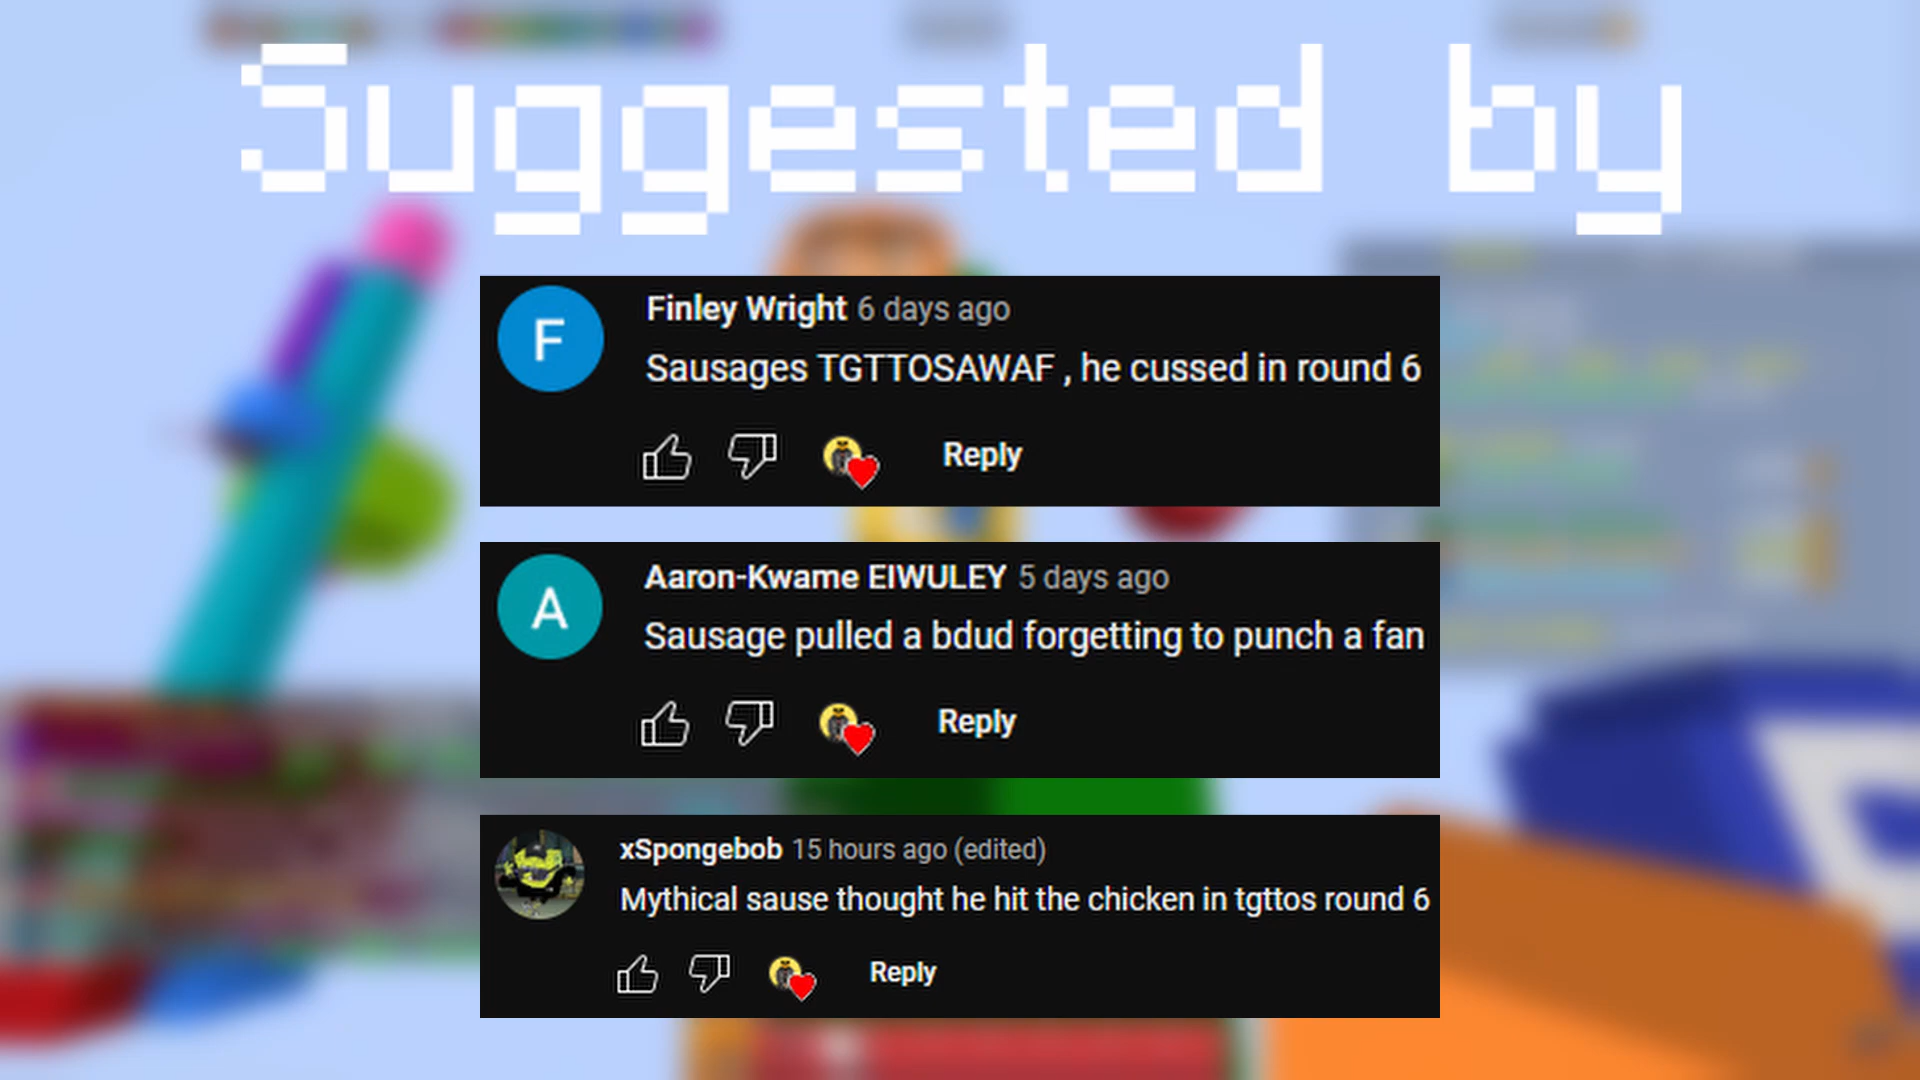 Suggested by
F
Finley Wright 6 days ago
Sausages TGTTOSAWAF , he cussed in round 6
Reply
A
Aaron-Kwame EIWULEY 5 days ago
Sausage pulled a bdud forgetting to punch a fan
Reply
xSpongebob 15 hours ago (edited)
Mythical sause thought he hit the chicken in tgttos round 6
Reply